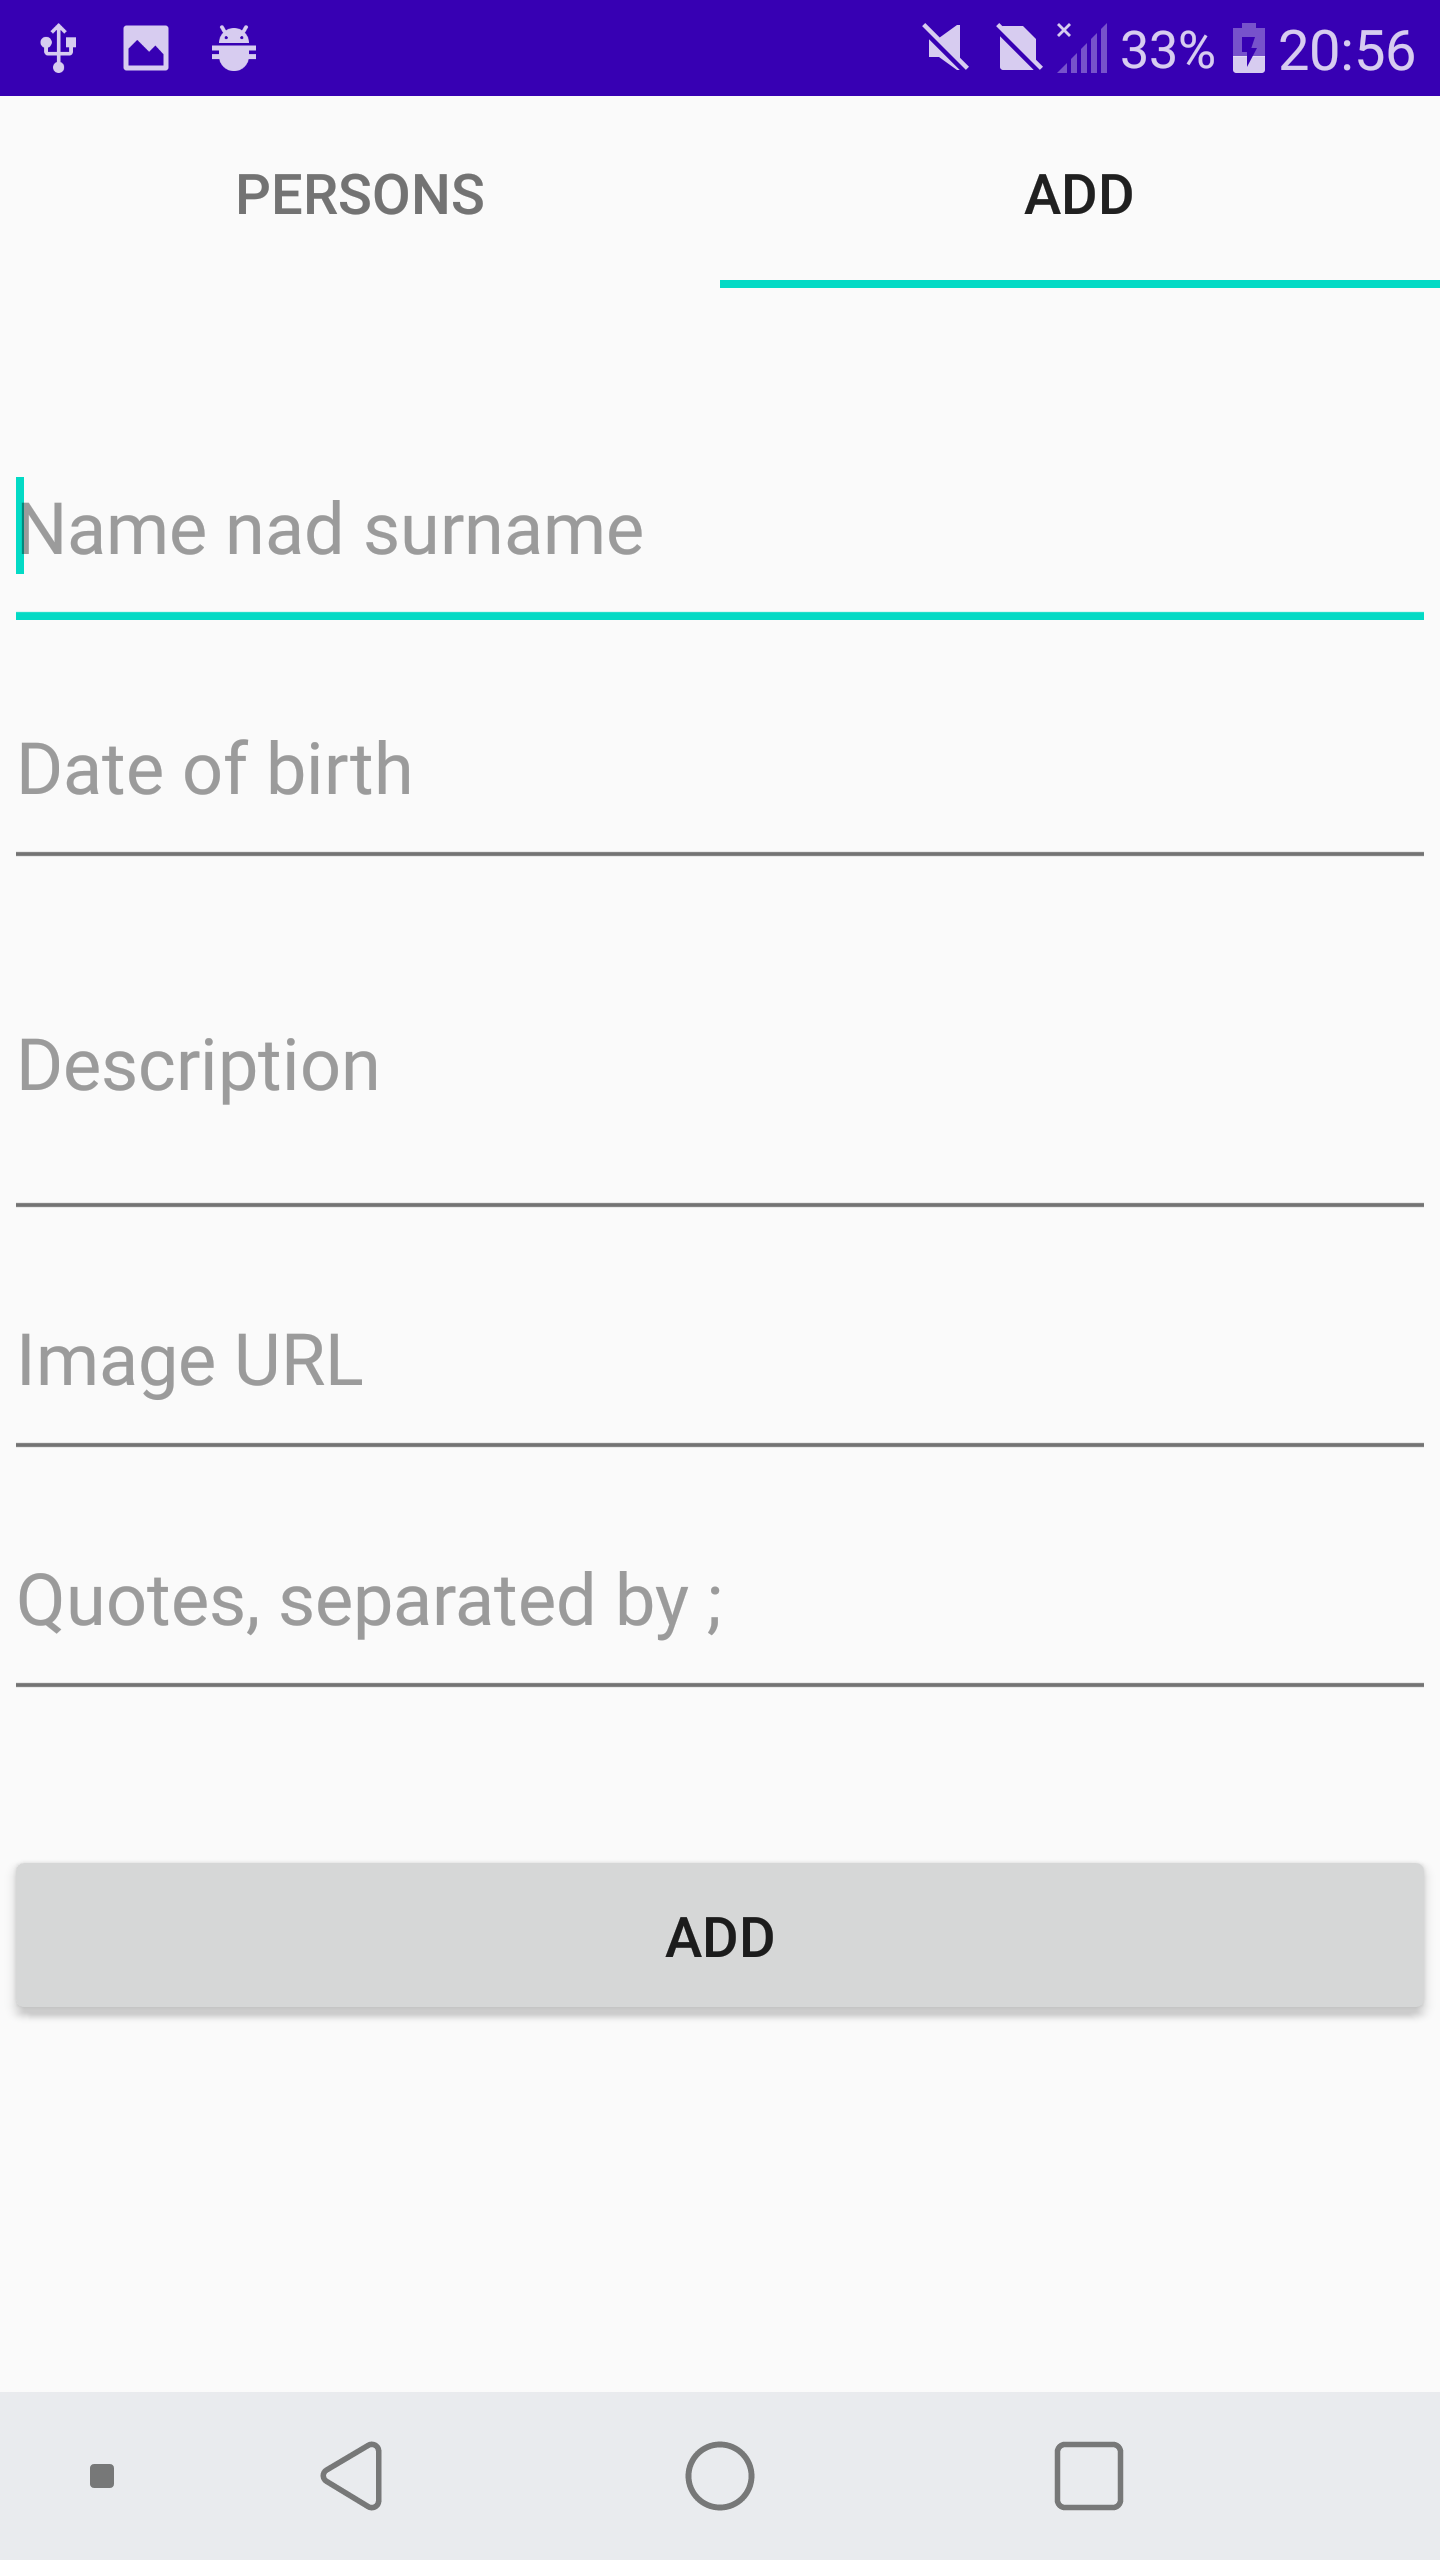 33% 20:56
PERSONS ADD
Name nad surname
Date of birth
Description
Image URL
Quotes, separated by ;
ADD